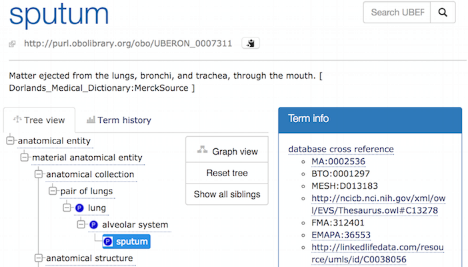 sputum
Search UBEF
http://purl.obolibrary.org/obo/UBERON_0007311
Matter ejected from the lungs, bronchi, and trachea, through the mouth. [
Dorlands_Medical_Dictionary:MerckSource ]
Tree view
Term history
anatomical entity
material anatomical entity
anatomical collection
pair of lungs
P lung
P alveolar system
P sputum
anatomical structure
Graph view
Reset tree
Show all siblings
Term info
database cross reference
MA:0002536
BTO:0001297
MESH:D013183
http://ncicb.nci.nih.gov/xml/ow
l/EVS/Thesaurus.owl#C13278
FMA:312401
EMAPA:36553
http://linkedlifedata.com/resou
rce/umls/id/C0038056